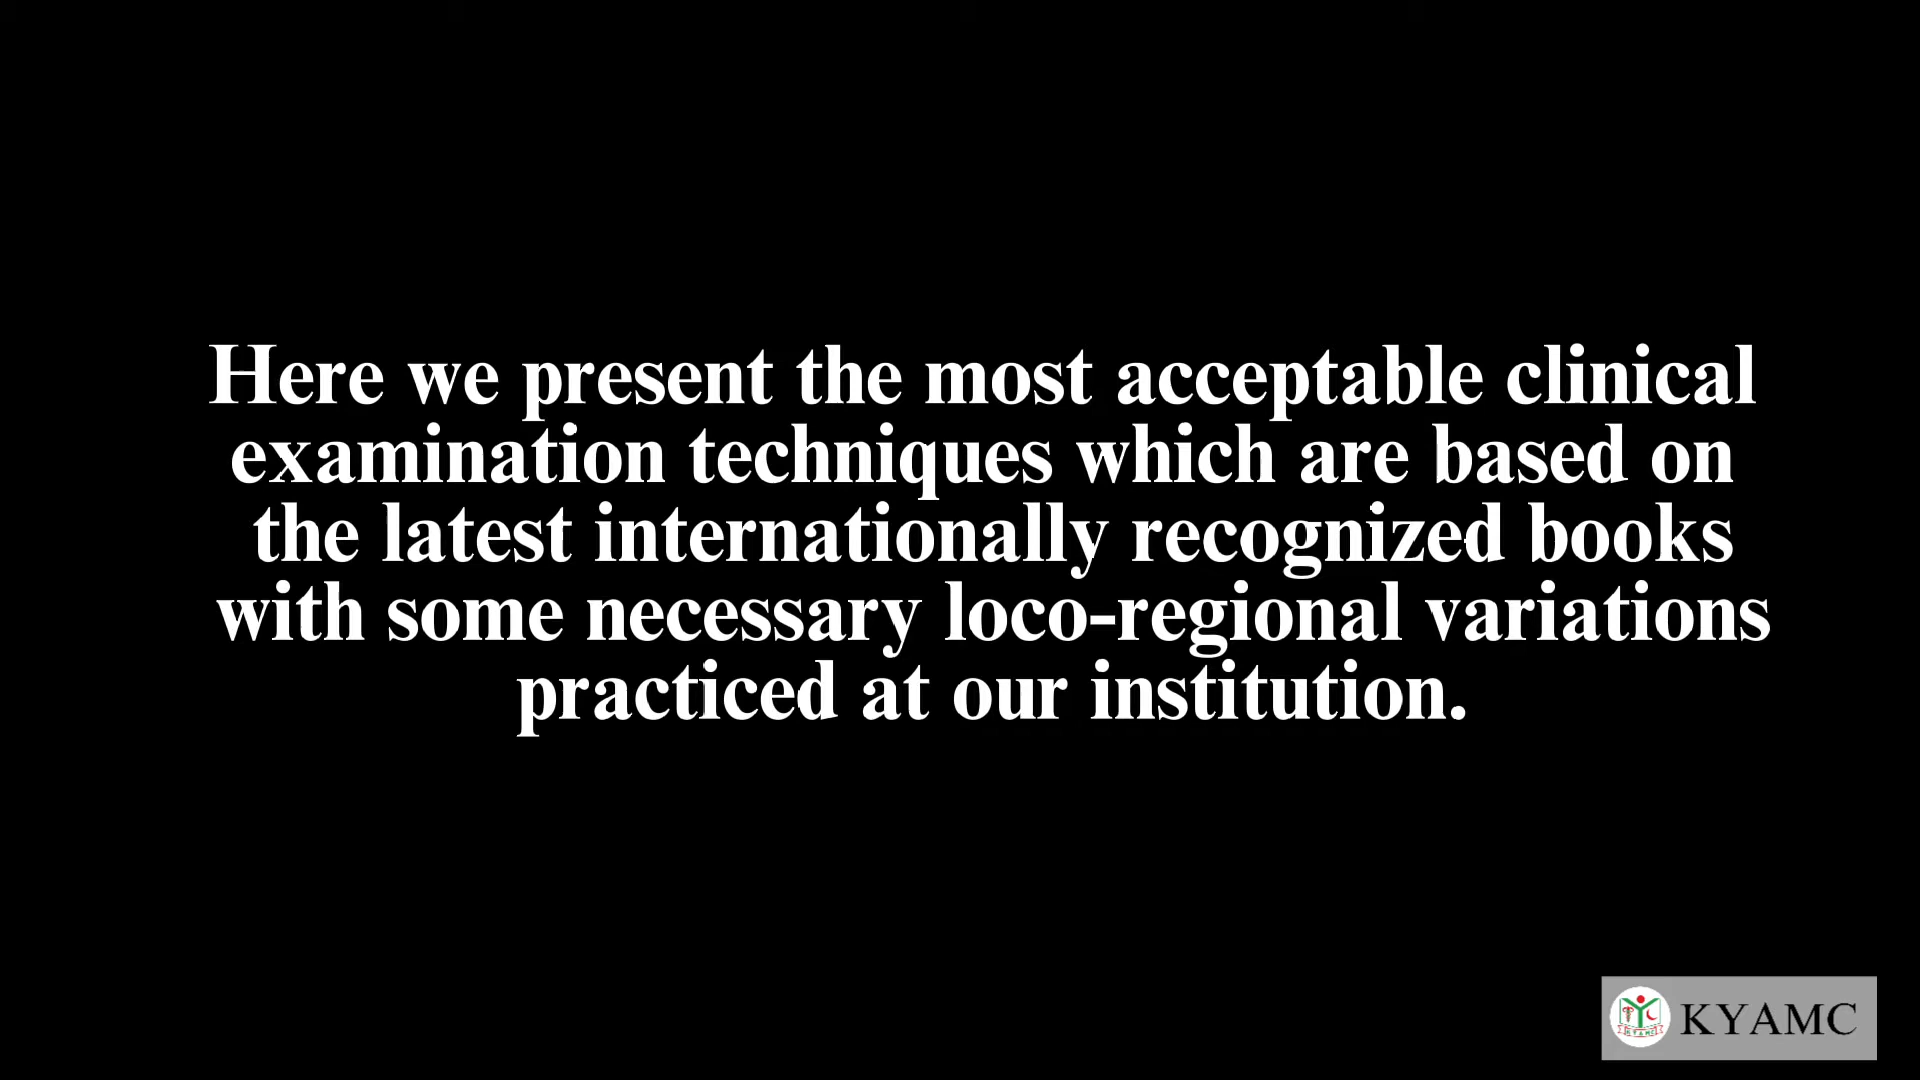 Here we present the most acceptable clinical
examination techniques which are based on
the latest internationally recognized books
with some necessary loco-regional variations
practiced at our institution.
KYAMC